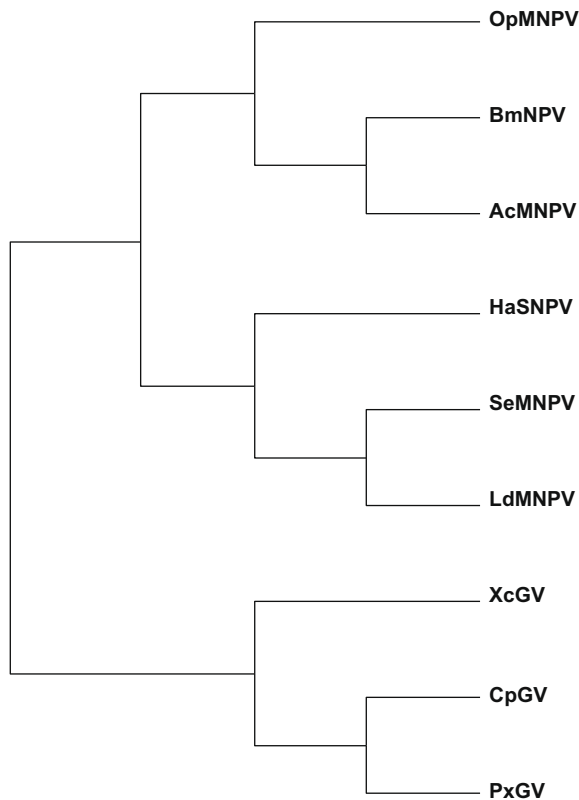 OpMNPV
BmNPV
AcMNPV
HaSNPV
SeMNPV
LdMNPV
XcGV
CpGV
PxGV